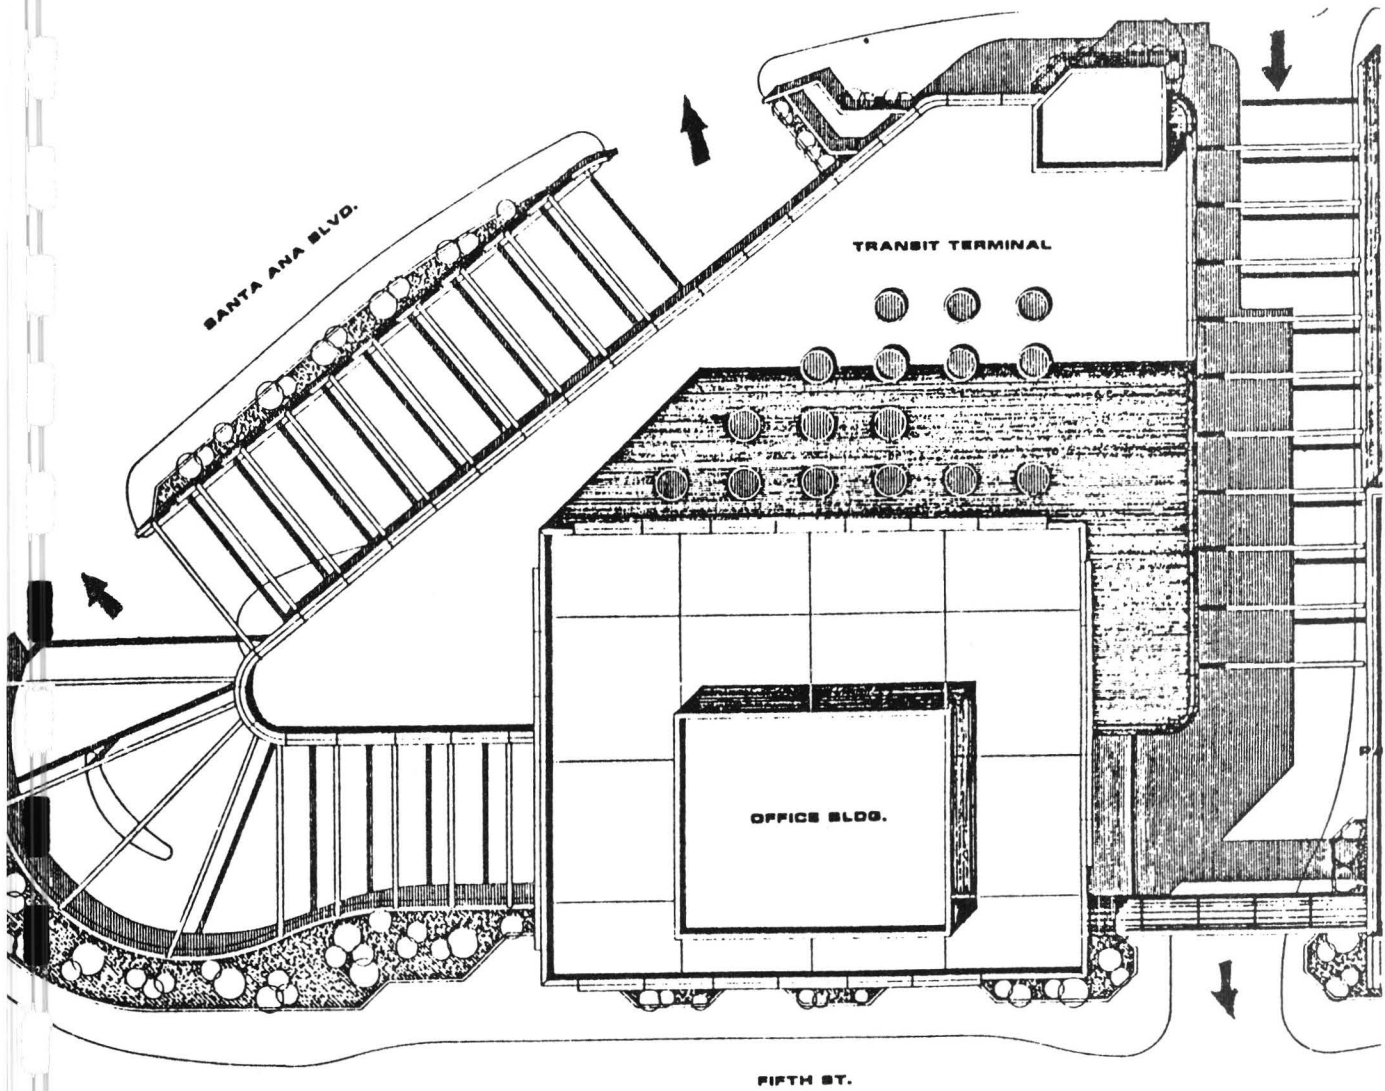 SANTA ANA BLVD.
TRANSIT TERMINAL
OFFICE BLDG.
FIFTH ST.